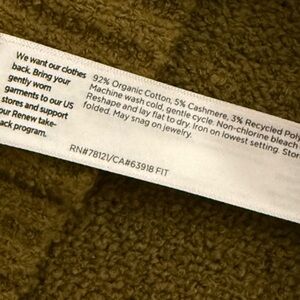 We want our clothes
back. Bring your
gently worn
garments to our US
stores and support
our Renew take-
back program.
92% Organic Cotton, 5% Cashmere, 3% Recycled
Machine wash cold, gentle cycle. Non-chlorine bleach
Reshape and lay flat to dry. Iron on lowest setting.
folded. May snag on jewelry.
RN#78121/CA#63918 FIT